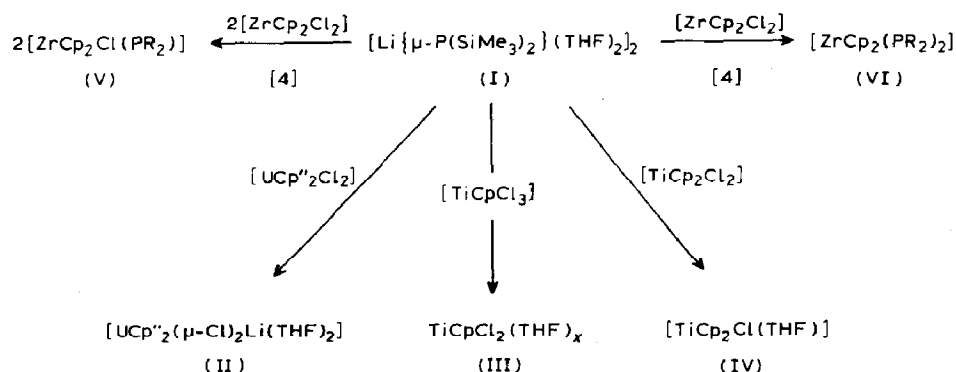 2[ZrCp₂Cl(PR₂)] 2[ZrCp₂Cl₂] [Li{μ-P(SiMe₃)₂}(THF)₂]₂ [ZrCp₂Cl₂] [ZrCp₂(PR₂)₂]
(V) [4] (I) [4] (VI)
[UCp"₂Cl₂] [TiCpCl₃] [TiCp₂Cl₂]
[UCp"₂(μ-Cl)₂Li(THF)₂] TiCpCl₂(THF)ₓ [TiCp₂Cl(THF)]
(II) (III) (IV)